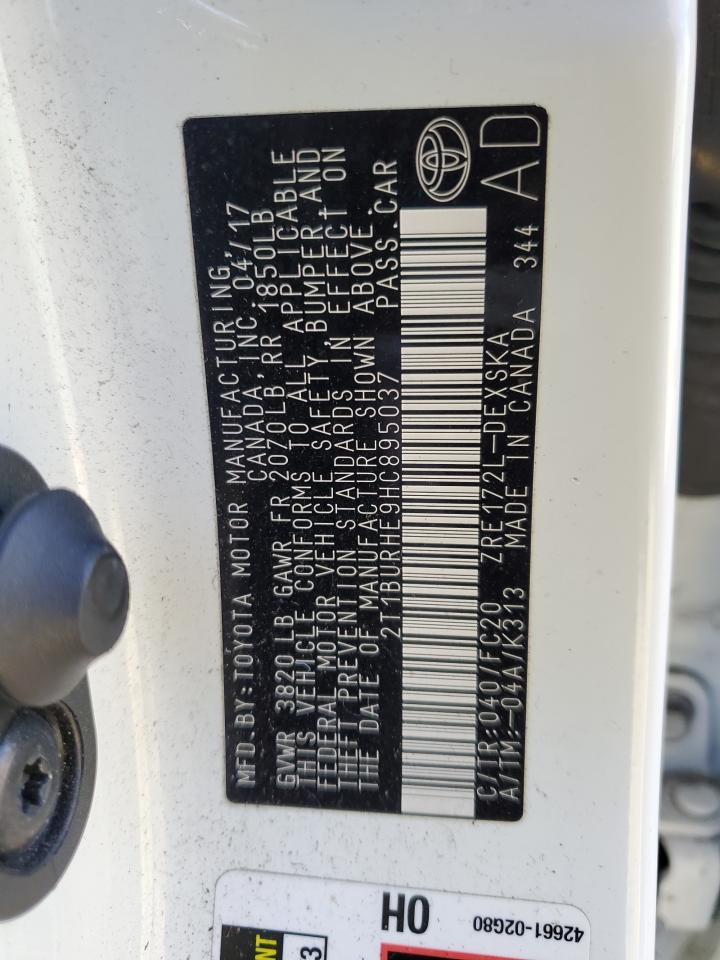 MFD.BY:TOYOTA MOTOR MANUFACTURING,
CANADA,INC.04/17
GVWR 3820LB GAWR FR 2070LB,RR 1850LB
THIS VEHICLE CONFORMS TO ALL APPLICABLE
FEDERAL MOTOR VEHICLE SAFETY,BUMPER,AND
THEFT PREVENTION STANDARDS IN EFFECT ON
THE DATE OF MANUFACTURE SHOWN ABOVE.
2T1BURHE9HC895037 PASS.CAR
C/TR:040/FC20 ZRE172L-DEXSKA
A/TM:-04A/K313 MADE IN CANADA 344
AD
OH
42661-02G80
3